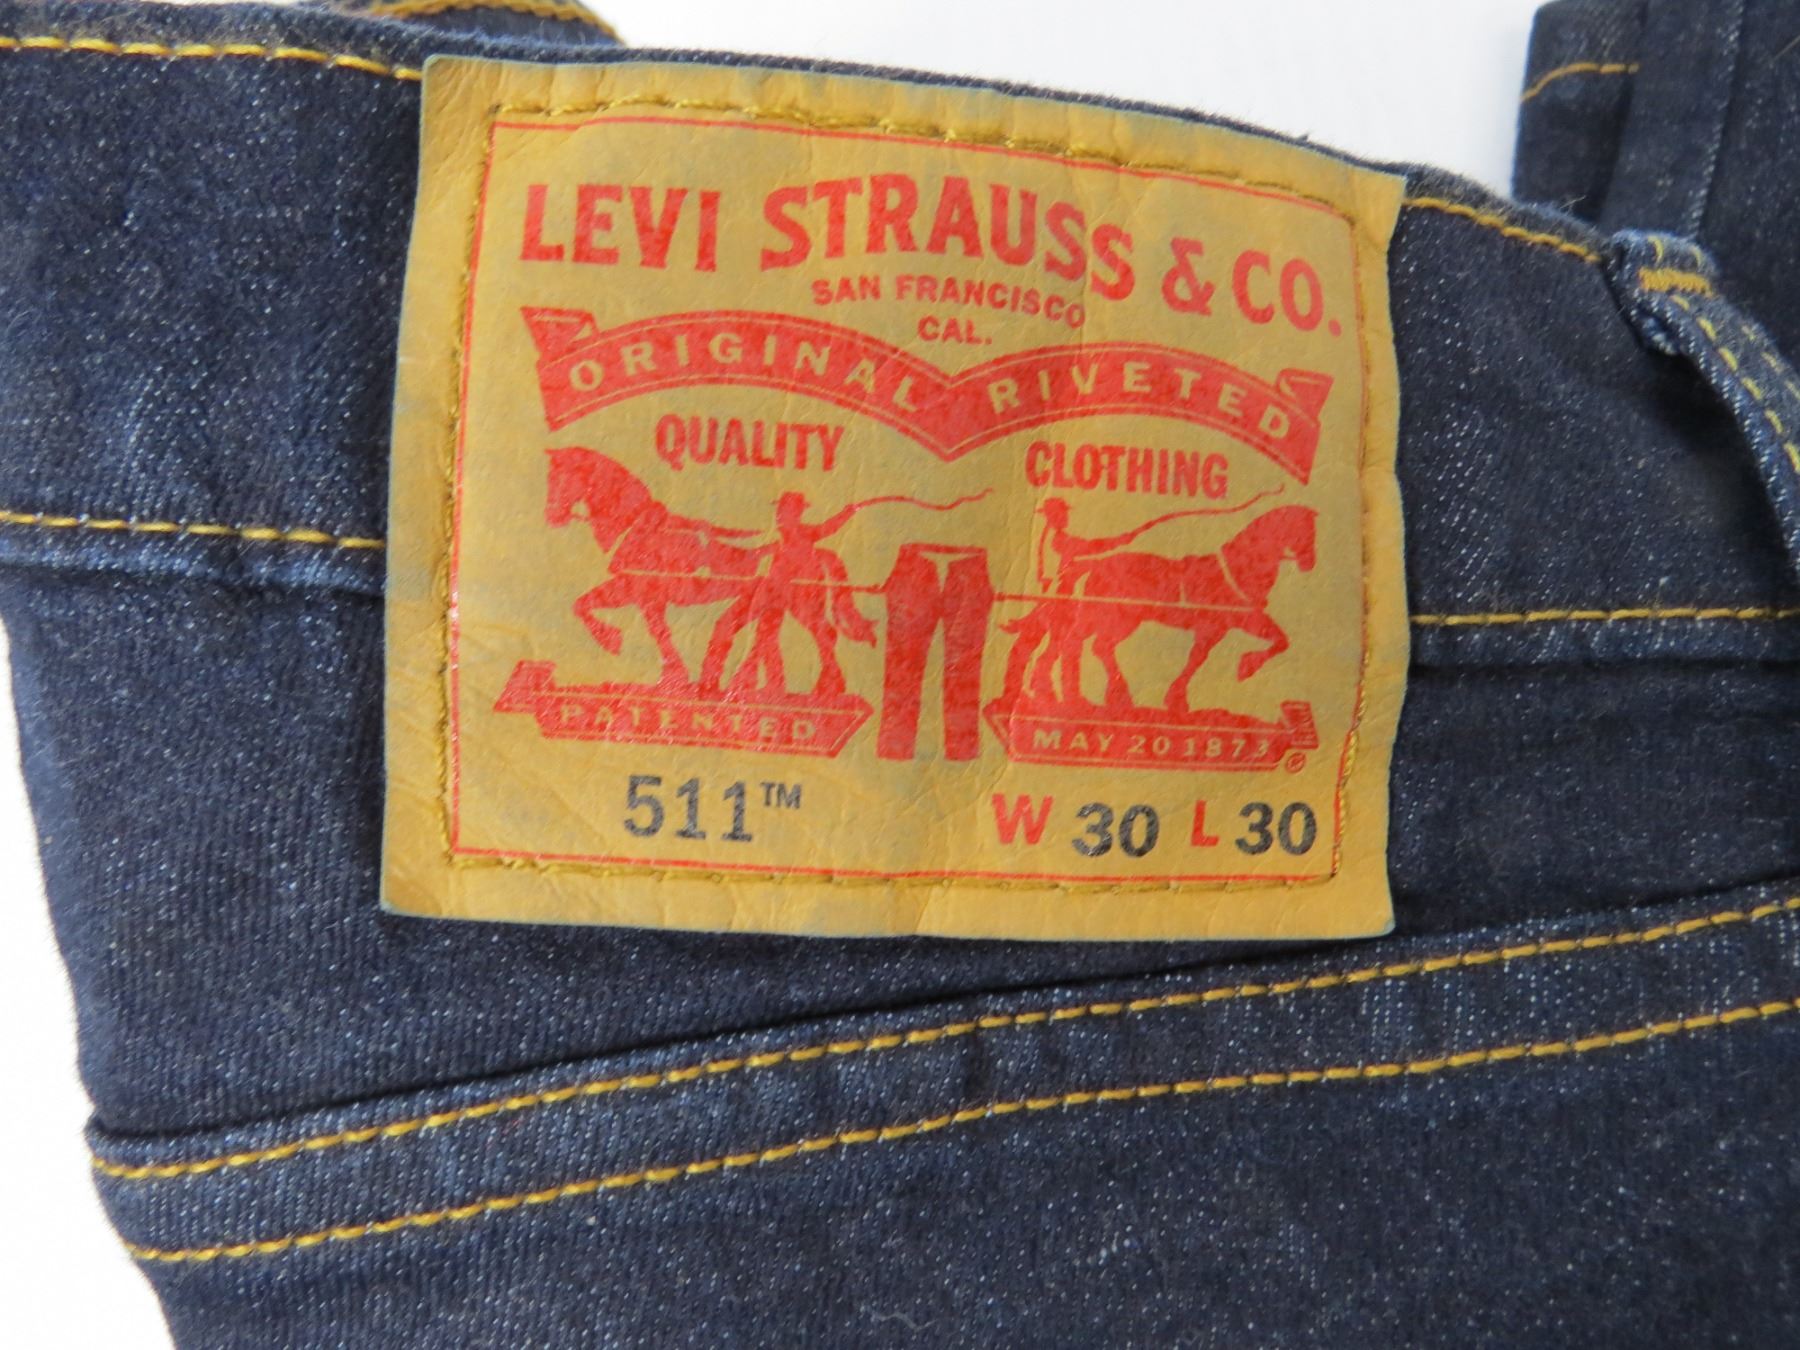 LEVI STRAUSS & CO.
SAN FRANCISCO
CAL.
ORIGINAL RIVETED
QUALITY CLOTHING
PATENTED MAY 20 1873 ®
511™ W 30 L 30